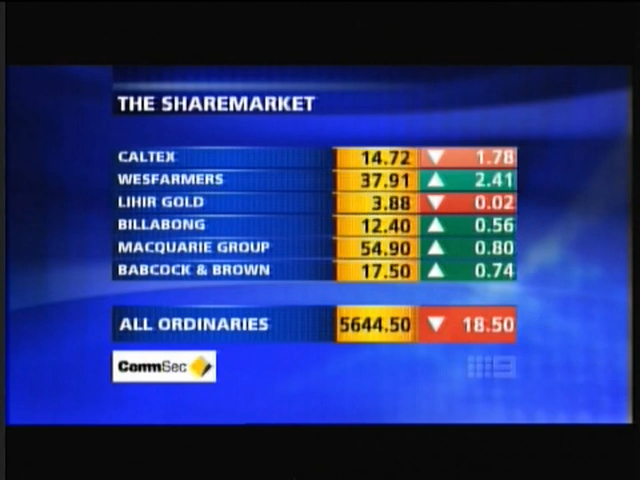 THE SHAREMARKET
CALTEX 14.72 ▼ 1.78
WESFARMERS 37.91 ▲ 2.41
LIHIR GOLD 3.88 ▼ 0.02
BILLABONG 12.40 ▲ 0.56
MACQUARIE GROUP 54.90 ▲ 0.80
BABCOCK & BROWN 17.50 ▲ 0.74
ALL ORDINARIES 5644.50 ▼ 18.50
CommSec
9